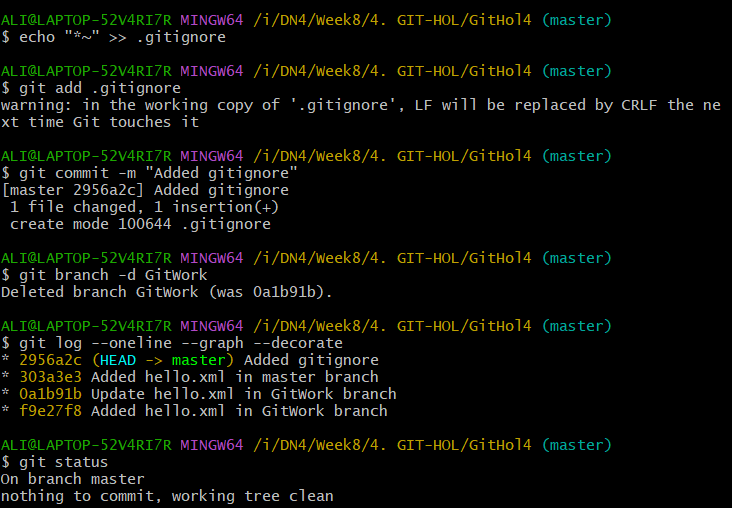 ALI@LAPTOP-52V4RI7R MINGW64 /i/DN4/Week8/4. GIT-HOL/GitHol4 (master)
$ echo "*~" >> .gitignore
ALI@LAPTOP-52V4RI7R MINGW64 /i/DN4/Week8/4. GIT-HOL/GitHol4 (master)
$ git add .gitignore
warning: in the working copy of '.gitignore', LF will be replaced by CRLF the ne
xt time Git touches it
ALI@LAPTOP-52V4RI7R MINGW64 /i/DN4/Week8/4. GIT-HOL/GitHol4 (master)
$ git commit -m "Added gitignore"
[master 2956a2c] Added gitignore
 1 file changed, 1 insertion(+)
 create mode 100644 .gitignore
ALI@LAPTOP-52V4RI7R MINGW64 /i/DN4/Week8/4. GIT-HOL/GitHol4 (master)
$ git branch -d GitWork
Deleted branch GitWork (was 0a1b91b).
ALI@LAPTOP-52V4RI7R MINGW64 /i/DN4/Week8/4. GIT-HOL/GitHol4 (master)
$ git log --oneline --graph --decorate
* 2956a2c (HEAD -> master) Added gitignore
* 303a3e3 Added hello.xml in master branch
* 0a1b91b Update hello.xml in GitWork branch
* f9e27f8 Added hello.xml in GitWork branch
ALI@LAPTOP-52V4RI7R MINGW64 /i/DN4/Week8/4. GIT-HOL/GitHol4 (master)
$ git status
On branch master
nothing to commit, working tree clean